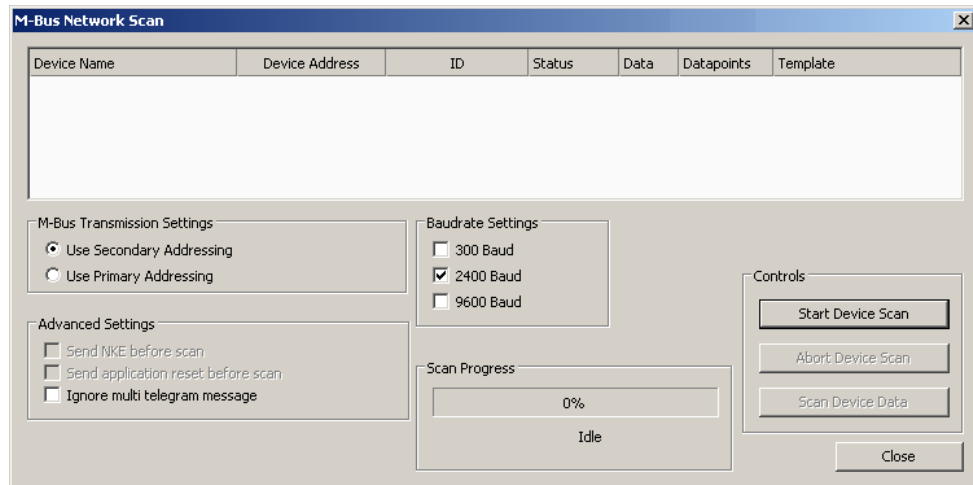 M-Bus Network Scan
Device Name Device Address ID Status Data Datapoints Template
M-Bus Transmission Settings
Use Secondary Addressing
Use Primary Addressing
Baudrate Settings
300 Baud
2400 Baud
9600 Baud
Advanced Settings
Send NKE before scan
Send application reset before scan
Ignore multi telegram message
Scan Progress
0%
Idle
Controls
Start Device Scan
Abort Device Scan
Scan Device Data
Close